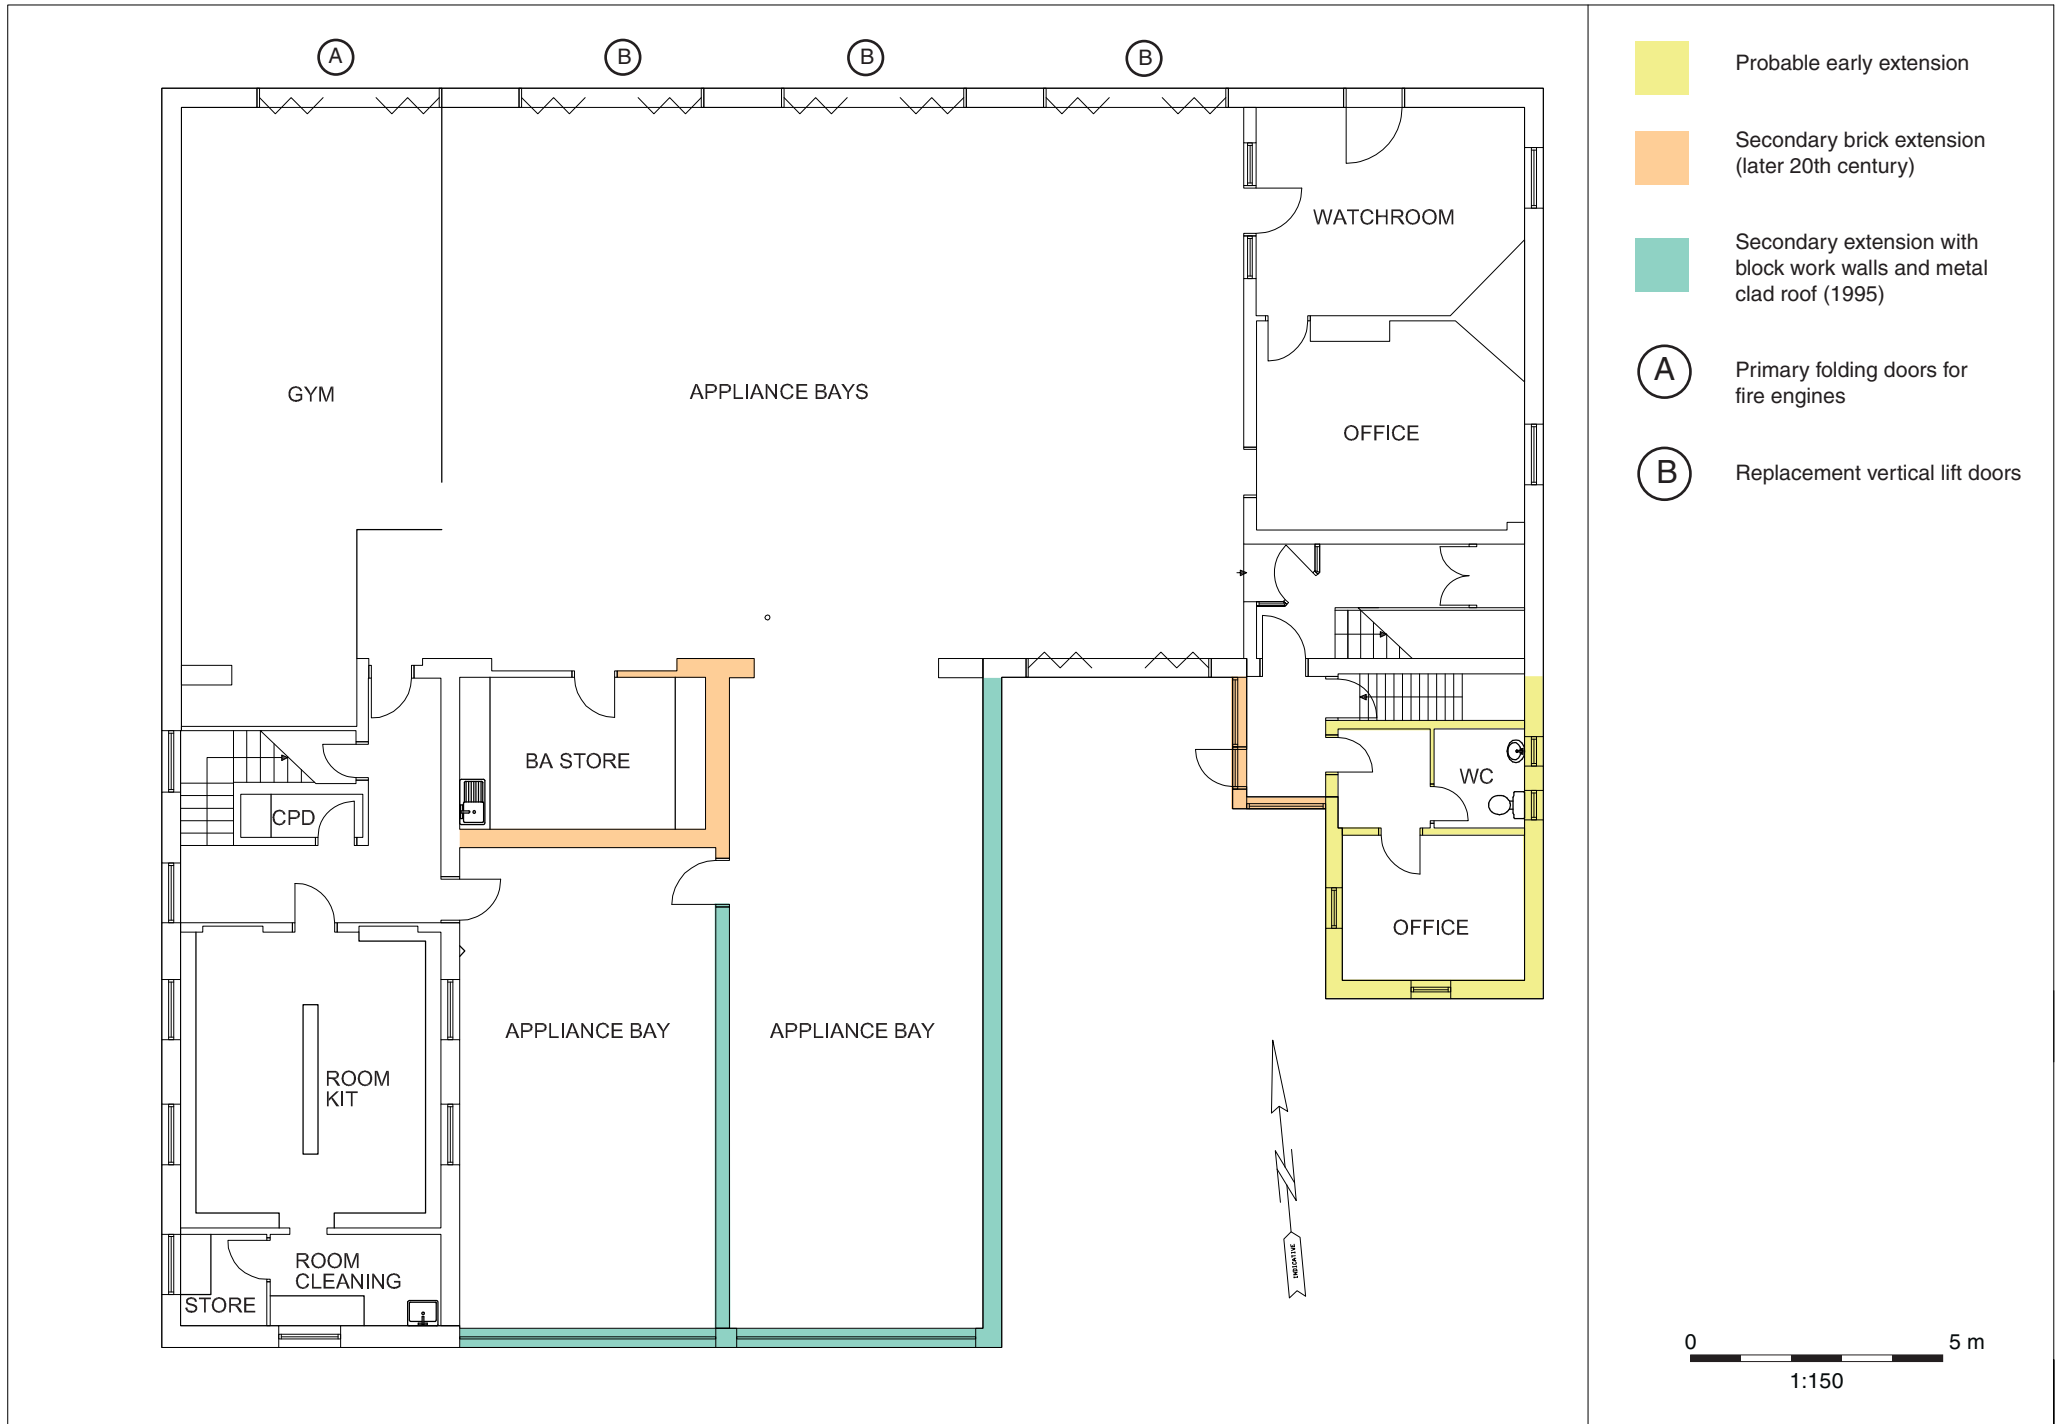 A
B
B
B
GYM
APPLIANCE BAYS
WATCHROOM
OFFICE
BA STORE
CPD
WC
OFFICE
APPLIANCE BAY
APPLIANCE BAY
ROOM
KIT
ROOM
CLEANING
STORE
INDICATIVE
Probable early extension
Secondary brick extension
(later 20th century)
Secondary extension with
block work walls and metal
clad roof (1995)
A
Primary folding doors for
fire engines
B
Replacement vertical lift doors
0
5 m
1:150